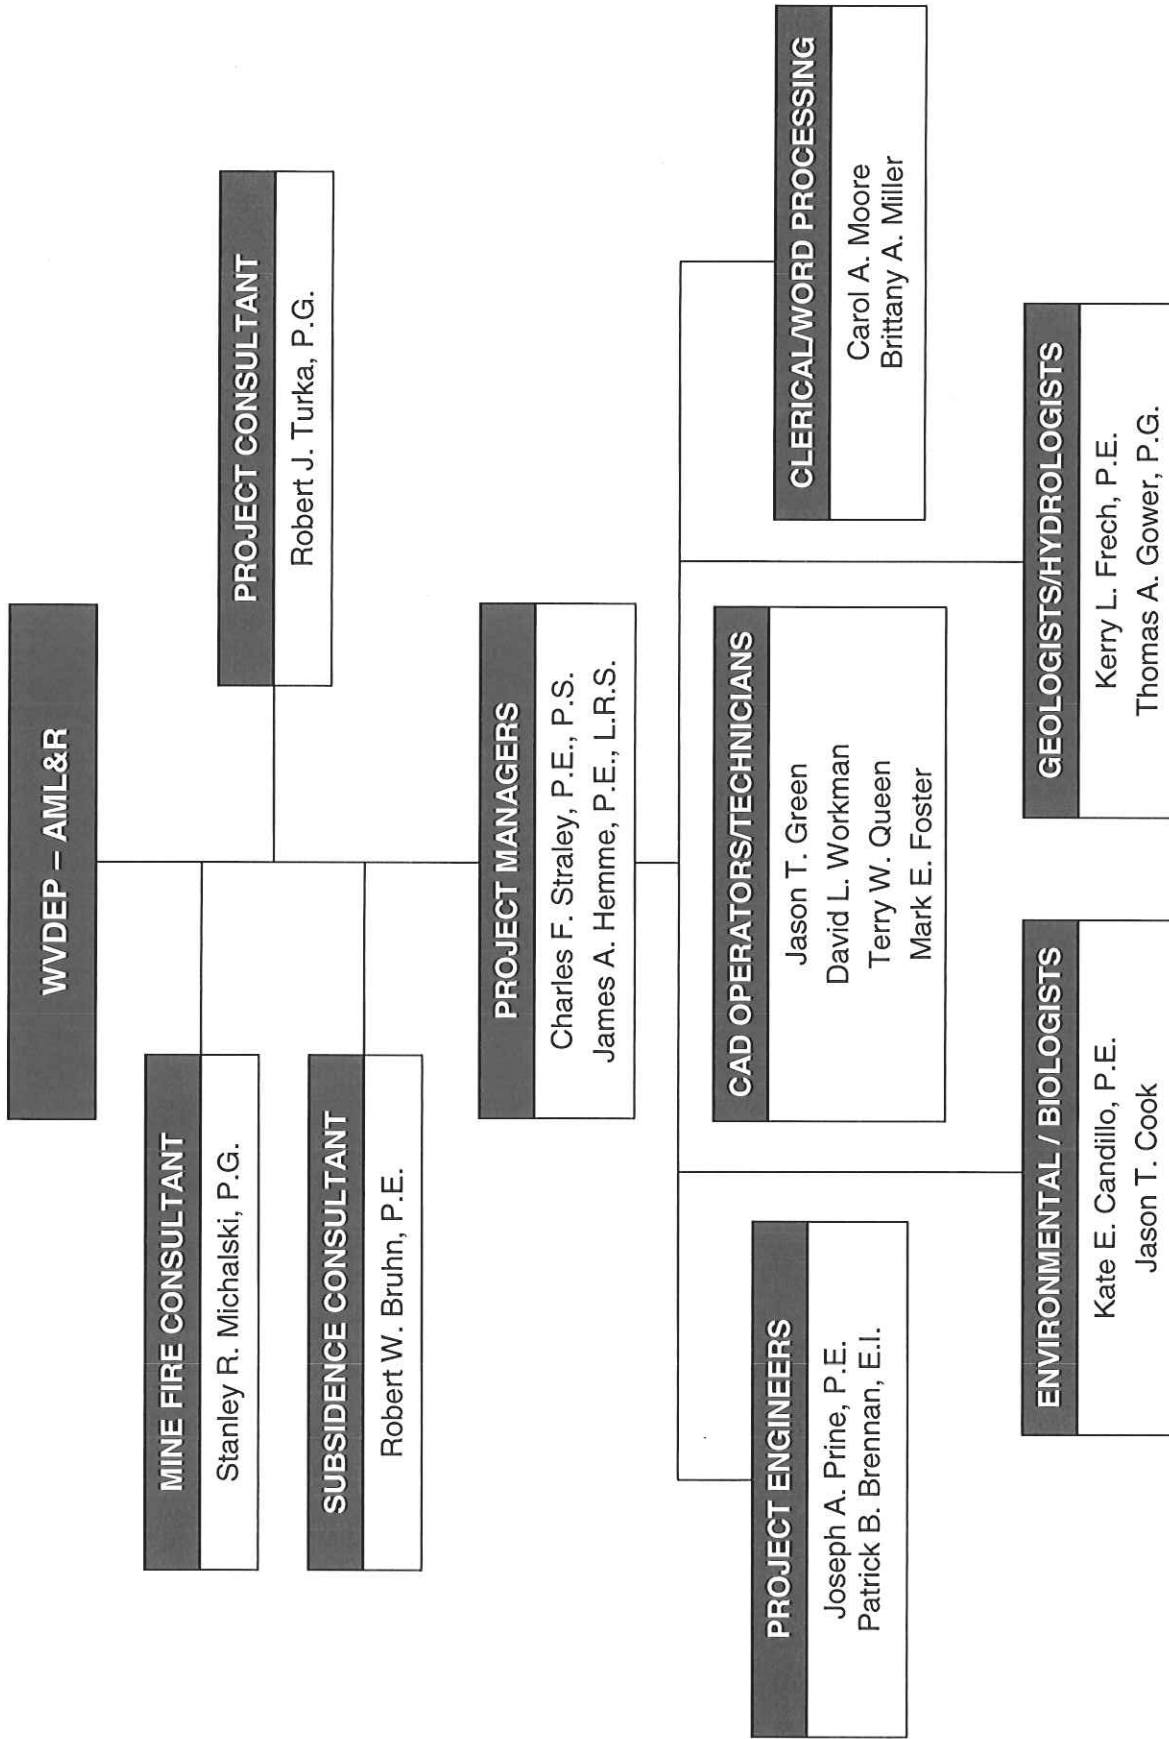 WVDEP – AML&R
MINE FIRE CONSULTANT
Stanley R. Michalski, P.G.
PROJECT CONSULTANT
Robert J. Turka, P.G.
SUBSIDENCE CONSULTANT
Robert W. Bruhn, P.E.
PROJECT MANAGERS
Charles F. Straley, P.E., P.S.
James A. Hemme, P.E., L.R.S.
PROJECT ENGINEERS
Joseph A. Prine, P.E.
Patrick B. Brennan, E.I.
CAD OPERATORS/TECHNICIANS
Jason T. Green
David L. Workman
Terry W. Queen
Mark E. Foster
CLERICAL/WORD PROCESSING
Carol A. Moore
Brittany A. Miller
ENVIRONMENTAL / BIOLOGISTS
Kate E. Candillo, P.E.
Jason T. Cook
GEOLOGISTS/HYDROLOGISTS
Kerry L. Frech, P.E.
Thomas A. Gower, P.G.